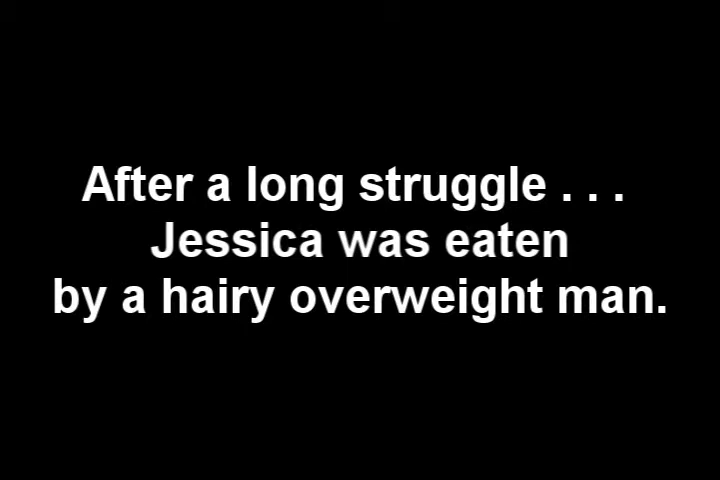 After a long struggle . . .
Jessica was eaten
by a hairy overweight man.